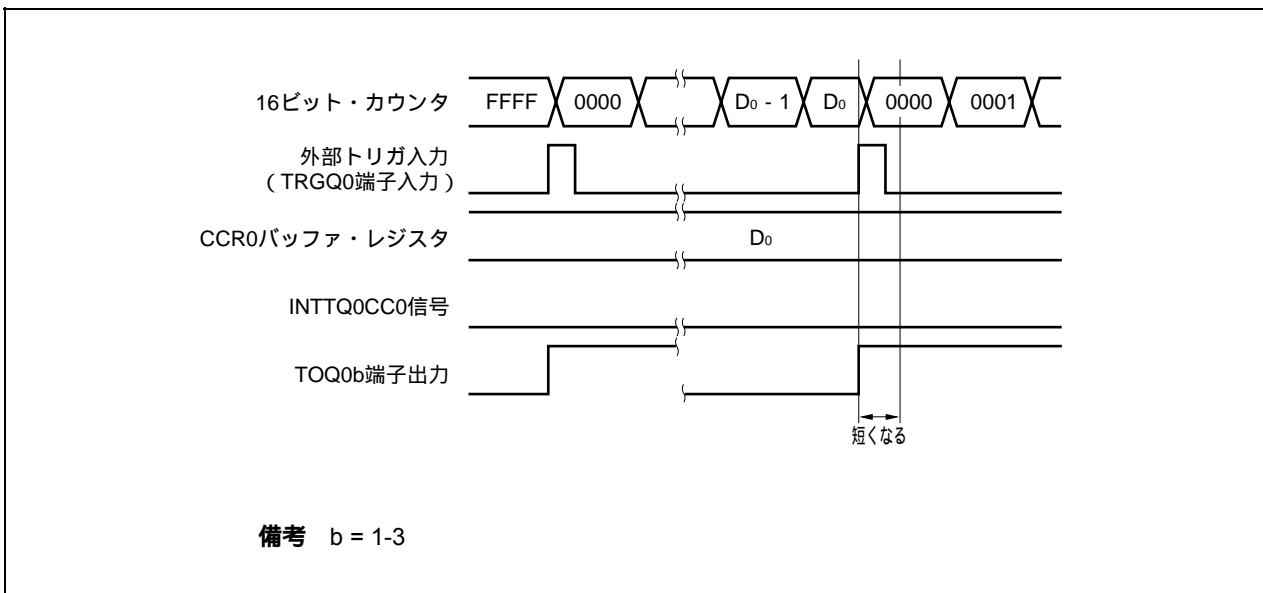 16ビット・カウンタ FFFF 0000 D0 - 1 D0 0000 0001
外部トリガ入力
（TRGQ0端子入力）
CCR0バッファ・レジスタ D0
INTTQ0CC0信号
TOQ0b端子出力
短くなる
備考 b = 1-3